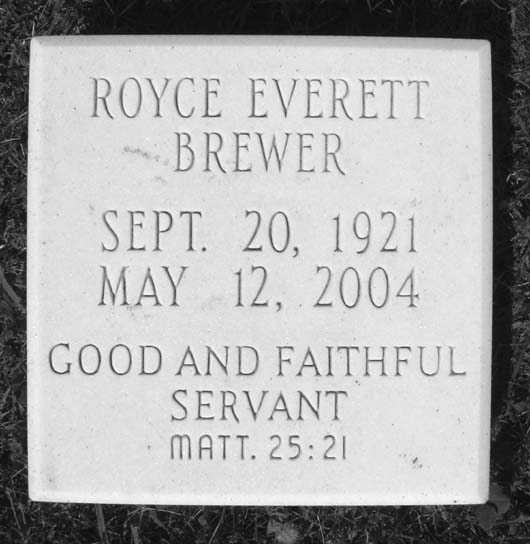 ROYCE EVERETT
BREWER
SEPT. 20, 1921
MAY 12, 2004
GOOD AND FAITHFUL
SERVANT
MATT. 25:21